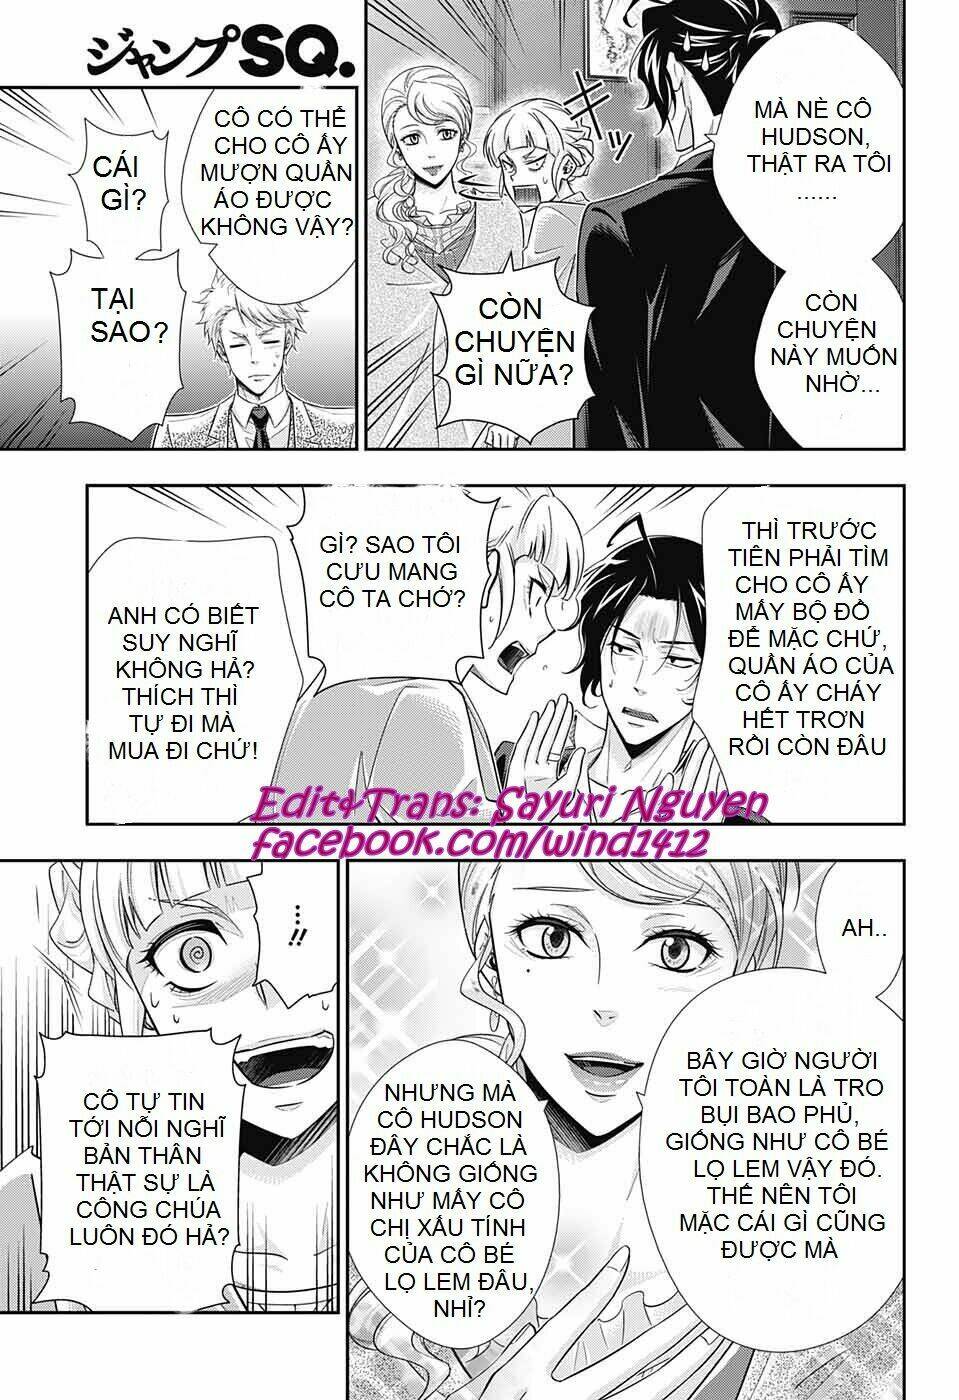 ジャンプSQ.
MÀ NÈ CÔ
HUDSON,
THẬT RA TÔI
......
CÒN
CHUYỆN
NÀY MUỐN
NHỜ...
CÒN
CHUYỆN
GÌ NỮA?
CÔ CÓ THỂ
CHO CÔ ẤY
MƯỢN QUẦN
ÁO ĐƯỢC
KHÔNG VẬY?
CÁI
GÌ?
TẠI
SAO?
THÌ TRƯỚC
TIÊN PHẢI TÌM
CHO CÔ ẤY
MẤY BỘ ĐỒ
ĐỂ MẶC CHỨ,
QUẦN ÁO CỦA
CÔ ẤY CHÁY
HẾT TRƠN
RỒI CÒN ĐÂU
GÌ? SAO TÔI
CƯU MANG
CÔ TA CHỚ?
ANH CÓ BIẾT
SUY NGHĨ
KHÔNG HẢ?
THÍCH THÌ
TỰ ĐI MÀ
MUA ĐI CHỨ!
Edit&Trans: Sayuri Nguyen
facebook.com/wind1412
AH..
BÂY GIỜ NGƯỜI
TÔI TOÀN LÀ TRO
BỤI BAO PHỦ,
GIỐNG NHƯ CÔ BÉ
LỌ LEM VẬY ĐÓ.
THẾ NÊN TÔI
MẶC CÁI GÌ CŨNG
ĐƯỢC MÀ
NHƯNG MÀ
CÔ HUDSON
ĐÂY CHẮC LÀ
KHÔNG GIỐNG
NHƯ MẤY CÔ
CHỊ XẤU TÍNH
CỦA CÔ BÉ
LỌ LEM ĐÂU,
NHỈ?
...!!
CÔ TỰ TIN
TỚI NỖI NGHĨ
BẢN THÂN
THẬT SỰ LÀ
CÔNG CHÚA
LUÔN ĐÓ HẢ?